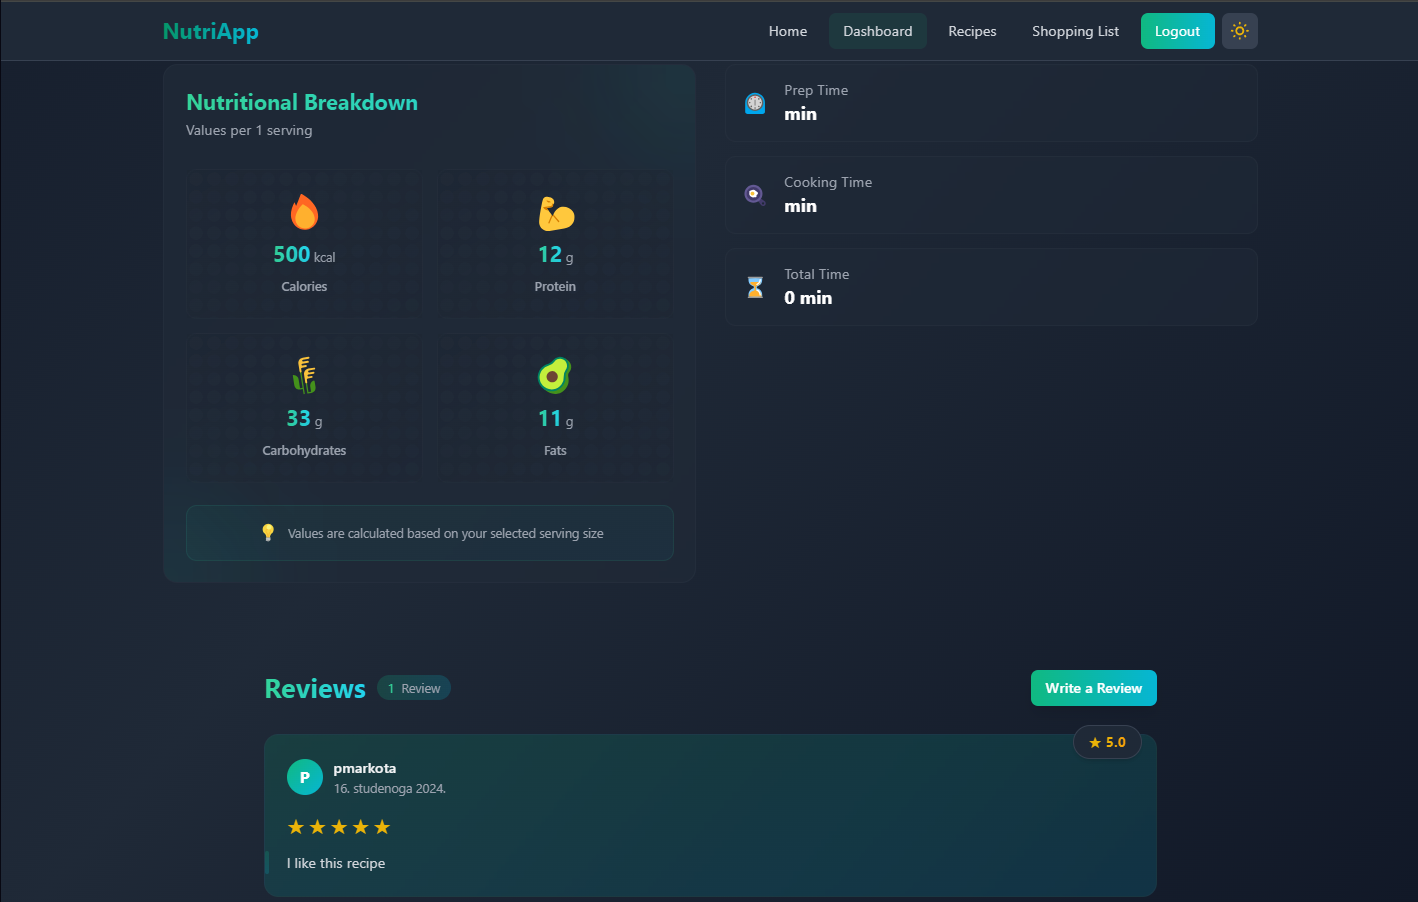 NutriApp
Home Dashboard Recipes Shopping List Logout
Nutritional Breakdown
Values per 1 serving
500 kcal
Calories
12 g
Protein
33 g
Carbohydrates
11 g
Fats
Values are calculated based on your selected serving size
Prep Time
min
Cooking Time
min
Total Time
0 min
Reviews
1 Review
Write a Review
★ 5.0
P
pmarkota
16. studenoga 2024.
★★★★★
I like this recipe